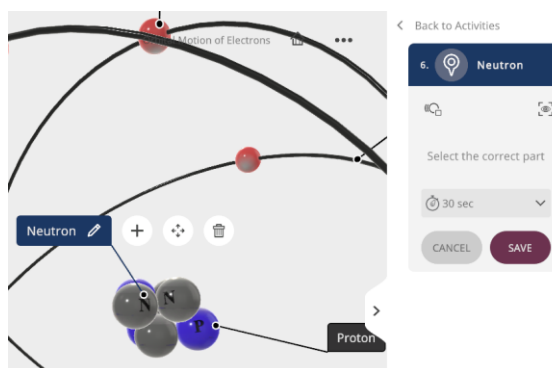 Motion of Electrons
Back to Activities
6. Neutron
Select the correct part
30 sec
CANCEL SAVE
Neutron
N N
P
Proton